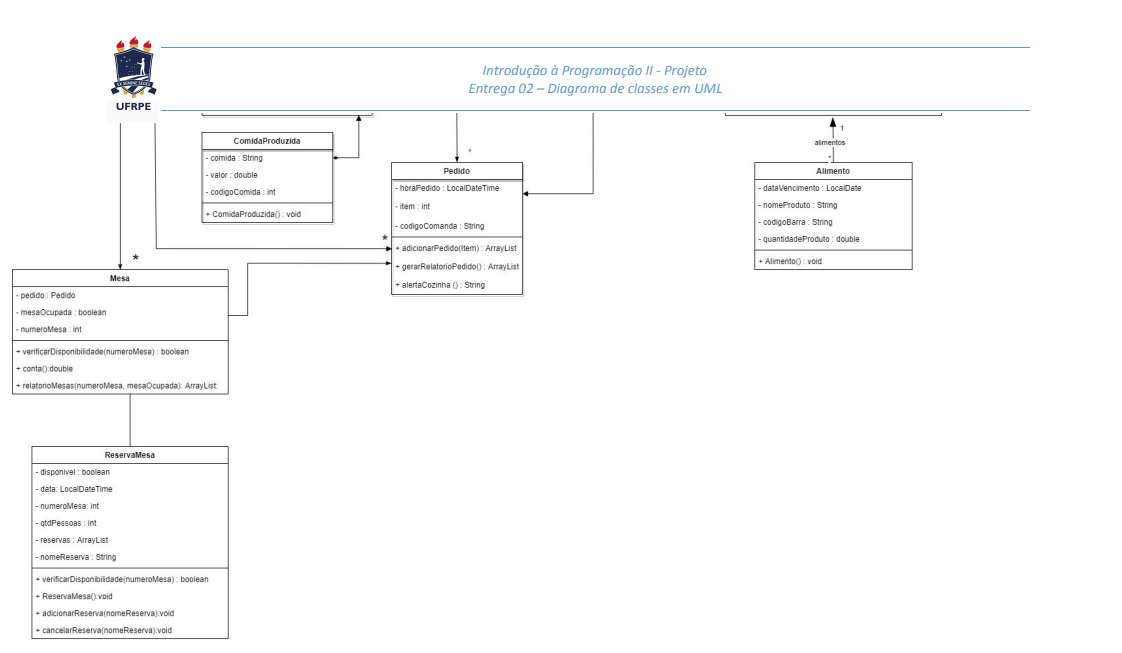 UFRPE
Introdução à Programação II - Projeto
Entrega 02 – Diagrama de classes em UML
ComidaProduzida
- comida : String
- valor : double
- codigoComida : int
+ ComidaProduzida() : void
*
*
Pedido
- horaPedido : LocalDateTime
- item : int
- codigoComanda : String
+ adicionarPedido(Item) : ArrayList
+ gerarRelatorioPedido() : ArrayList
+ alertaCozinha () : String
1
alimentos
*
Alimento
- dataVencimento : LocalDate
- nomeProduto : String
- codigoBarra : String
- quantidadeProduto : double
+ Alimento() : void
*
Mesa
- pedido : Pedido
- mesaOcupada : boolean
- numeroMesa : int
+ verificarDisponibilidade(numeroMesa) : boolean
+ conta():double
+ relatorioMesas(numeroMesa, mesaOcupada): ArrayList:
ReservaMesa
- disponivel : boolean
- data: LocalDateTime
- numeroMesa: int
- qtdPessoas : int
- reservas : ArrayList
- nomeReserva : String
+ verificarDisponibilidade(numeroMesa) : boolean
+ ReservaMesa():void
+ adicionarReserva(nomeReserva):void
+ cancelarReserva(nomeReserva):void